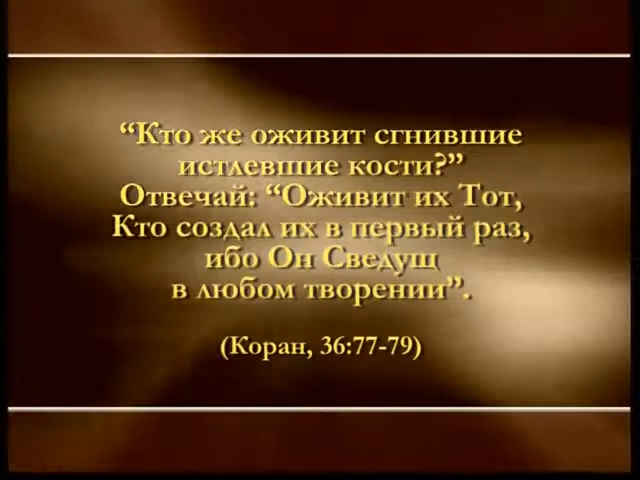 “Кто же оживит сгнившие
истлевшие кости?”
Отвечай: “Оживит их Тот,
Кто создал их в первый раз,
ибо Он Сведущ
в любом творении”.
(Коран, 36:77-79)